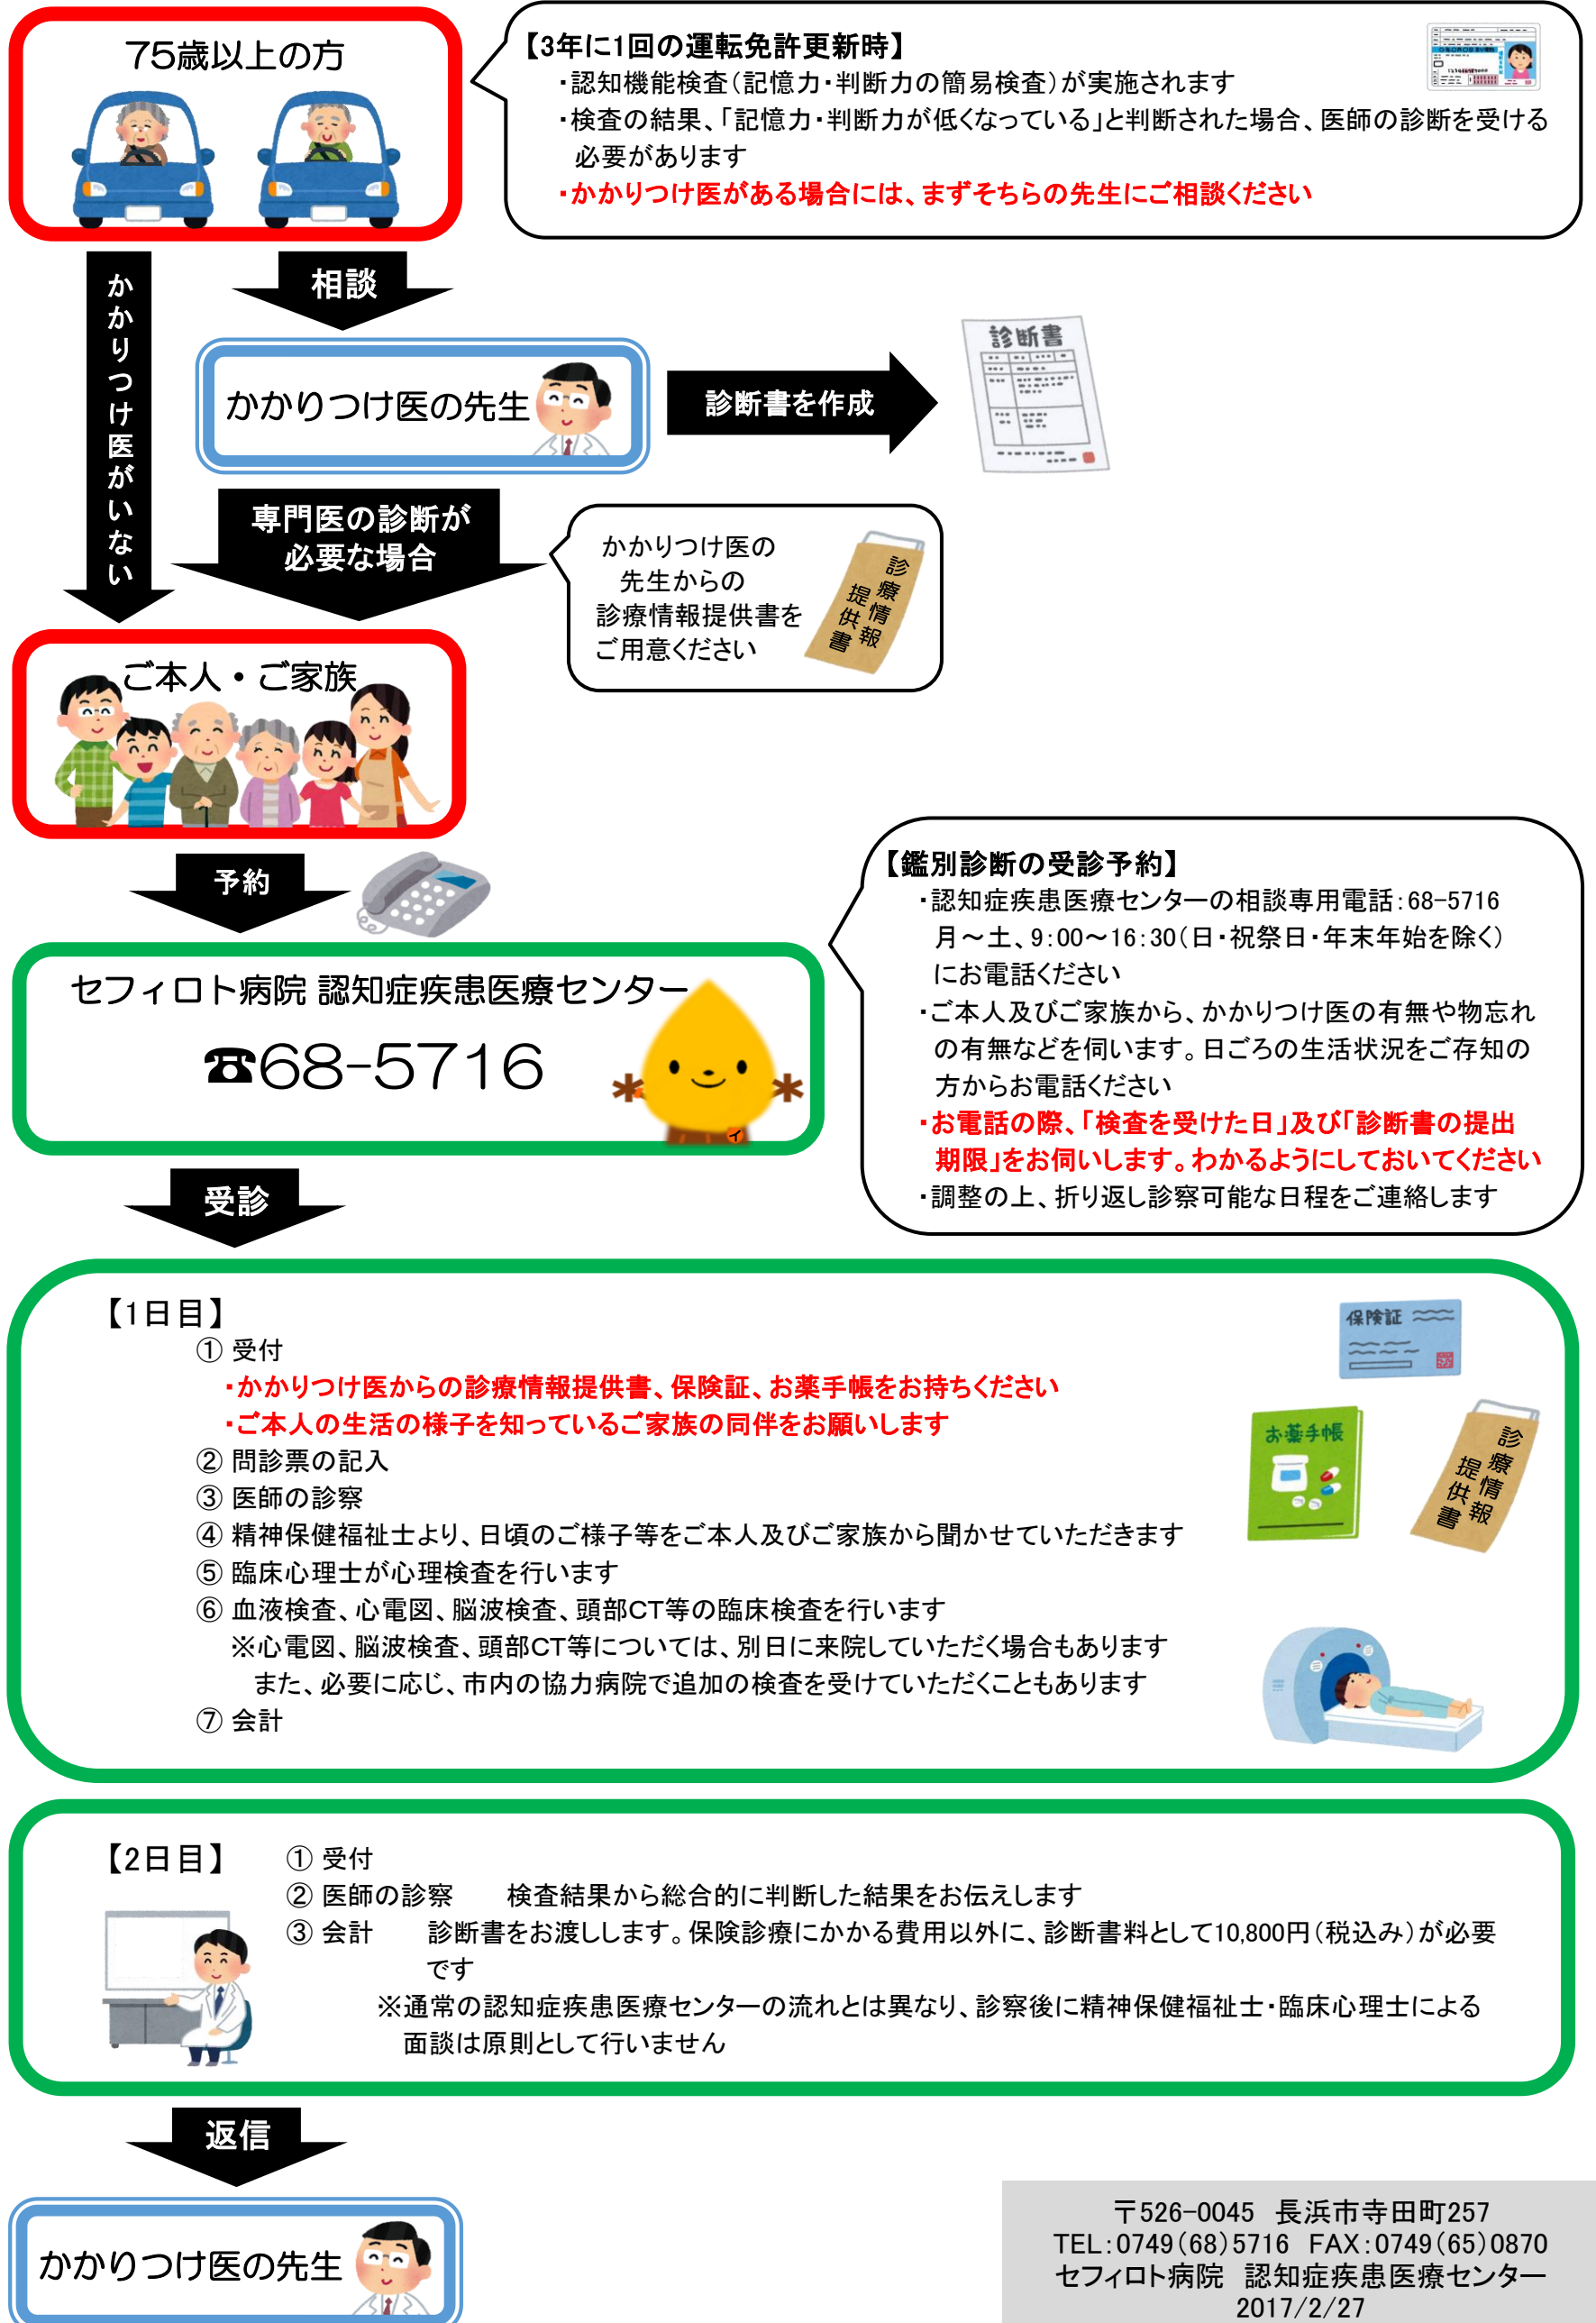 75歳以上の方
【3年に1回の運転免許更新時】
・認知機能検査(記憶力・判断力の簡易検査)が実施されます
・検査の結果、「記憶力・判断力が低くなっている」と判断された場合、医師の診断を受ける
必要があります
・かかりつけ医がある場合には、まずそちらの先生にご相談ください
かかりつけ医がいない
相談
かかりつけ医の先生
診断書を作成
診断書
専門医の診断が
必要な場合
かかりつけ医の
先生からの
診療情報提供書を
ご用意ください
診療情報
提供書
ご本人・ご家族
予約
セフィロト病院 認知症疾患医療センター
☎68-5716
イ
【鑑別診断の受診予約】
・認知症疾患医療センターの相談専用電話:68-5716
月～土、9:00～16:30(日・祝祭日・年末年始を除く)
にお電話ください
・ご本人及びご家族から、かかりつけ医の有無や物忘れ
の有無などを伺います。日ごろの生活状況をご存知の
方からお電話ください
・お電話の際、「検査を受けた日」及び「診断書の提出
期限」をお伺いします。わかるようにしておいてください
・調整の上、折り返し診察可能な日程をご連絡します
受診
【1日目】
① 受付
・かかりつけ医からの診療情報提供書、保険証、お薬手帳をお持ちください
・ご本人の生活の様子を知っているご家族の同伴をお願いします
② 問診票の記入
③ 医師の診察
④ 精神保健福祉士より、日頃のご様子等をご本人及びご家族から聞かせていただきます
⑤ 臨床心理士が心理検査を行います
⑥ 血液検査、心電図、脳波検査、頭部CT等の臨床検査を行います
※心電図、脳波検査、頭部CT等については、別日に来院していただく場合もあります
また、必要に応じ、市内の協力病院で追加の検査を受けていただくこともあります
⑦ 会計
保険証
お薬手帳
診療情報
提供書
【2日目】
① 受付
② 医師の診察 検査結果から総合的に判断した結果をお伝えします
③ 会計 診断書をお渡しします。保険診療にかかる費用以外に、診断書料として10,800円(税込み)が必要
です
※通常の認知症疾患医療センターの流れとは異なり、診察後に精神保健福祉士・臨床心理士による
面談は原則として行いません
返信
かかりつけ医の先生
〒526-0045 長浜市寺田町257
TEL:0749(68)5716 FAX:0749(65)0870
セフィロト病院 認知症疾患医療センター
2017/2/27